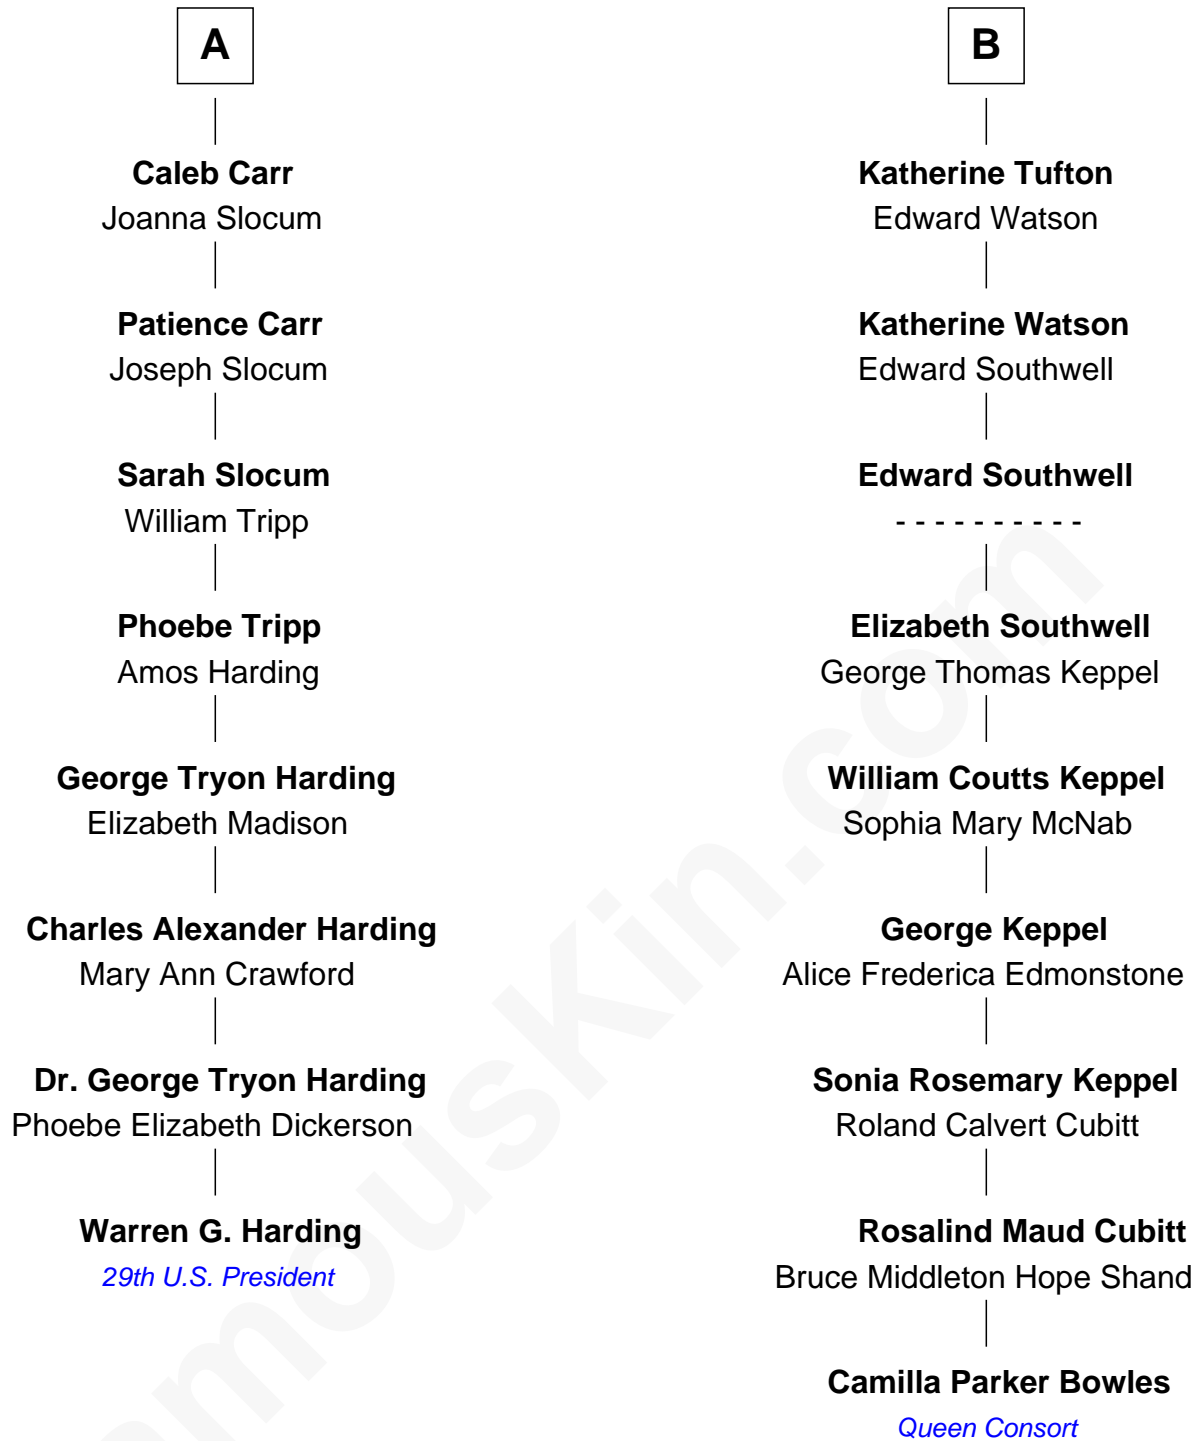 A
Caleb Carr
Joanna Slocum
Patience Carr
Joseph Slocum
Sarah Slocum
William Tripp
Phoebe Tripp
Amos Harding
George Tryon Harding
Elizabeth Madison
Charles Alexander Harding
Mary Ann Crawford
Dr. George Tryon Harding
Phoebe Elizabeth Dickerson
Warren G. Harding
29th U.S. President
B
Katherine Tufton
Edward Watson
Katherine Watson
Edward Southwell
Edward Southwell
- - - - - - - - - -
Elizabeth Southwell
George Thomas Keppel
William Coutts Keppel
Sophia Mary McNab
George Keppel
Alice Frederica Edmonstone
Sonia Rosemary Keppel
Roland Calvert Cubitt
Rosalind Maud Cubitt
Bruce Middleton Hope Shand
Camilla Parker Bowles
Queen Consort
amouskin.com